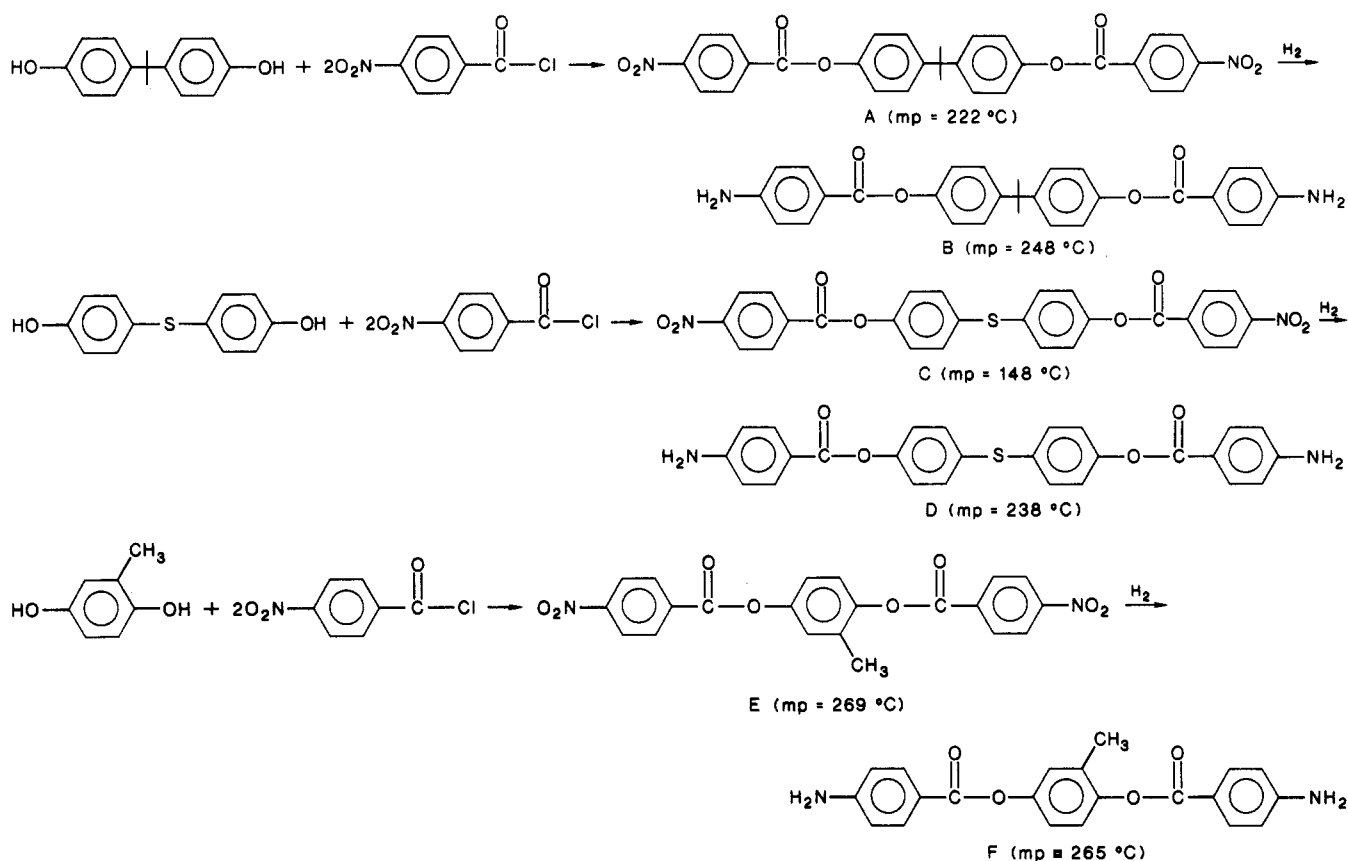 HO OH + 2O₂N C O Cl → O₂N C O O O C O NO₂ H₂ →
A (mp = 222 °C)
H₂N C O O O C O NH₂
B (mp = 248 °C)
HO S OH + 2O₂N C O Cl → O₂N C O O S O C O NO₂ H₂ →
C (mp = 148 °C)
H₂N C O O S O C O NH₂
D (mp = 238 °C)
CH₃
HO OH + 2O₂N C O Cl → O₂N C O O O C O NO₂ H₂ →
CH₃
E (mp = 269 °C)
CH₃
H₂N C O O O C O NH₂
F (mp = 265 °C)